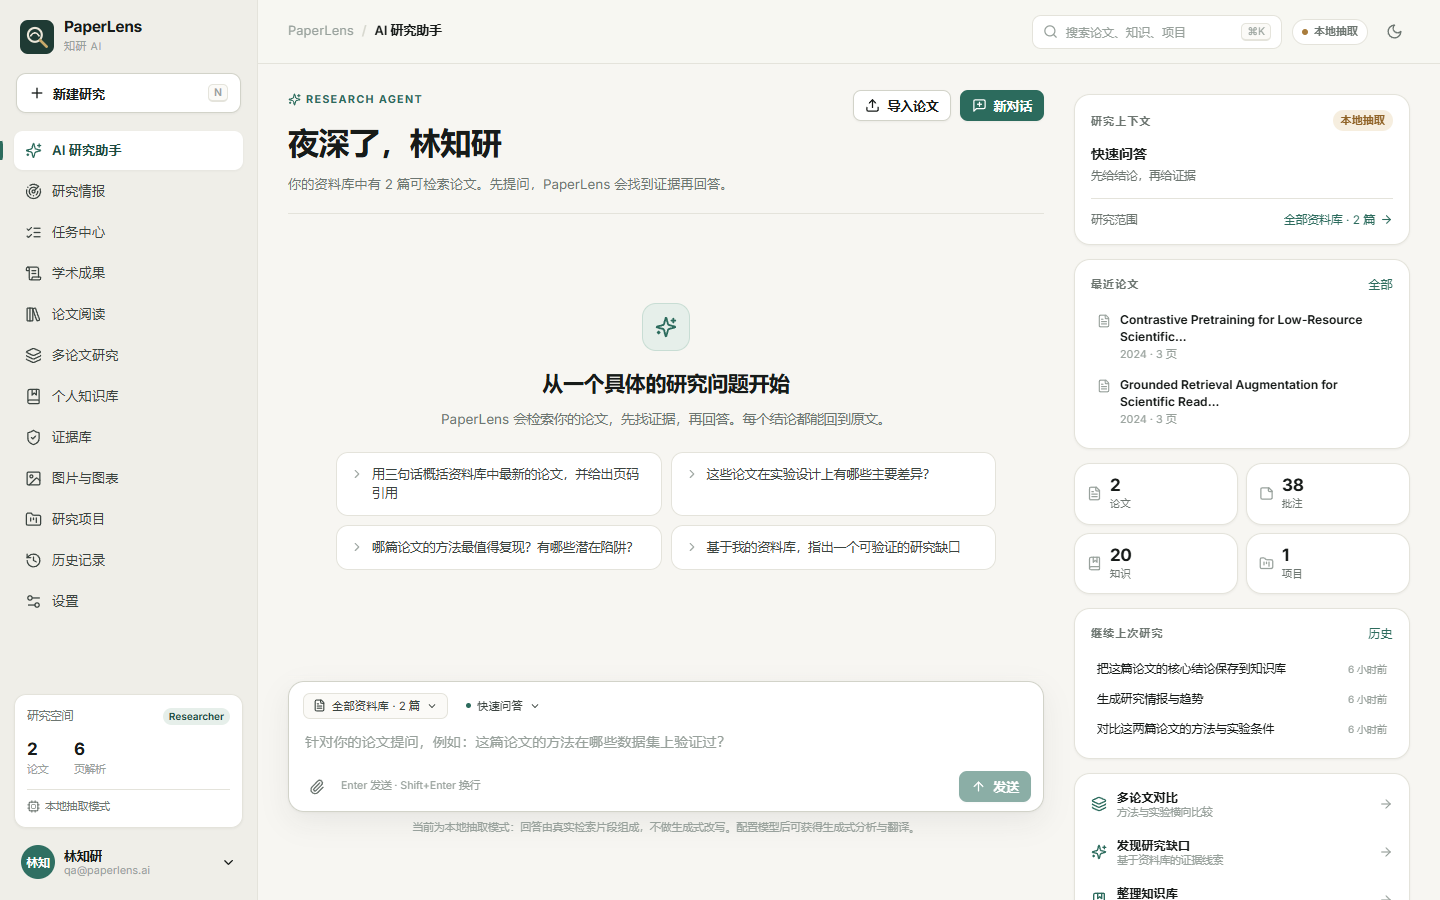 PaperLens
知研 AI
新建研究
N
AI 研究助手
研究情报
任务中心
学术成果
论文阅读
多论文研究
个人知识库
证据库
图片与图表
研究项目
历史记录
设置
研究空间
Researcher
2
6
论文
页解析
本地抽取模式
林知
林知研
qa@paperlens.ai
PaperLens / AI 研究助手
搜索论文、知识、项目
⌘K
本地抽取
RESEARCH AGENT
夜深了，林知研
你的资料库中有 2 篇可检索论文。先提问，PaperLens 会找到证据再回答。
导入论文
新对话
从一个具体的研究问题开始
PaperLens 会检索你的论文，先找证据，再回答。每个结论都能回到原文。
用三句话概括资料库中最新的论文，并给出页码
引用
这些论文在实验设计上有哪些主要差异？
哪篇论文的方法最值得复现？有哪些潜在陷阱？
基于我的资料库，指出一个可验证的研究缺口
全部资料库 · 2 篇
快速问答
针对你的论文提问，例如：这篇论文的方法在哪些数据集上验证过？
Enter 发送 · Shift+Enter 换行
发送
当前为本地抽取模式：回答由真实检索片段组成，不做生成式改写。配置模型后可获得生成式分析与翻译。
研究上下文
本地抽取
快速问答
先给结论，再给证据
研究范围
全部资料库 · 2 篇
最近论文
全部
Contrastive Pretraining for Low-Resource
Scientific...
2024 · 3 页
Grounded Retrieval Augmentation for
Scientific Read...
2024 · 3 页
2
论文
38
批注
20
知识
1
项目
继续上次研究
历史
把这篇论文的核心结论保存到知识库
6 小时前
生成研究情报与趋势
6 小时前
对比这两篇论文的方法与实验条件
6 小时前
多论文对比
方法与实验横向比较
发现研究缺口
基于资料库的证据线索
整理知识库